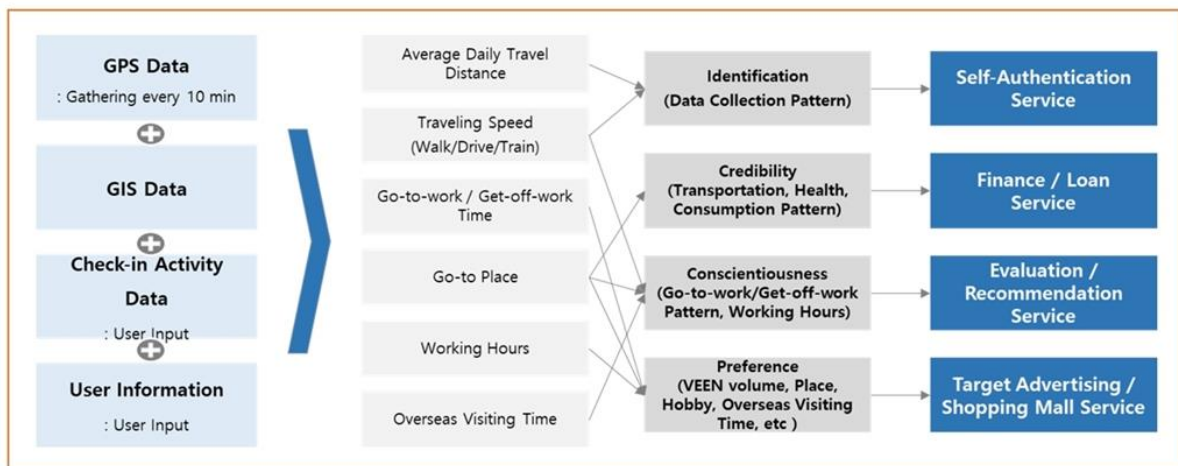 GPS Data
: Gathering every 10 min
GIS Data
Check-in Activity
Data
: User Input
User Information
: User Input
Average Daily Travel
Distance
Traveling Speed
(Walk/Drive/Train)
Go-to-work / Get-off-work
Time
Go-to Place
Working Hours
Overseas Visiting Time
Identification
(Data Collection Pattern)
Credibility
(Transportation, Health,
Consumption Pattern)
Conscientiousness
(Go-to-work/Get-off-work
Pattern, Working Hours)
Preference
(VEEN volume, Place,
Hobby, Overseas Visiting
Time, etc )
Self-Authentication
Service
Finance / Loan
Service
Evaluation /
Recommendation
Service
Target Advertising /
Shopping Mall Service